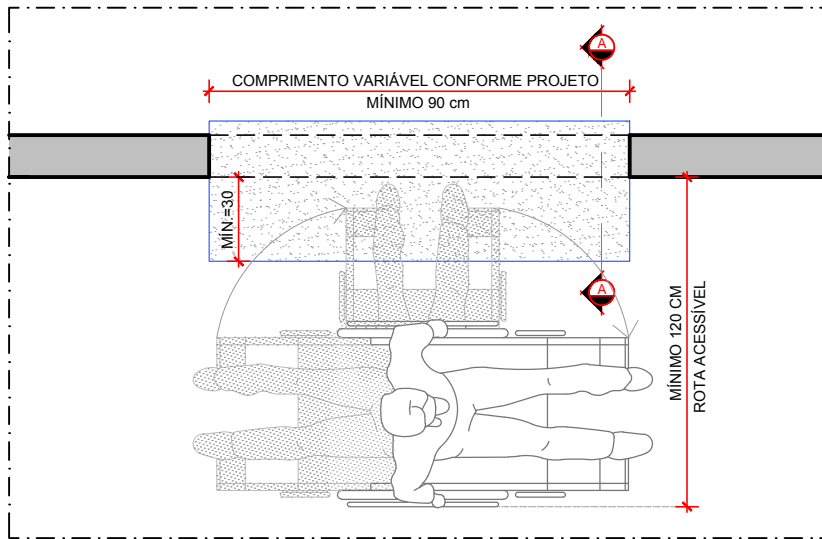 A
COMPRIMENTO VARIÁVEL CONFORME PROJETO
MÍNIMO 90 cm
MÍN.=30
A
MÍNIMO 120 CM
ROTA ACESSÍVEL